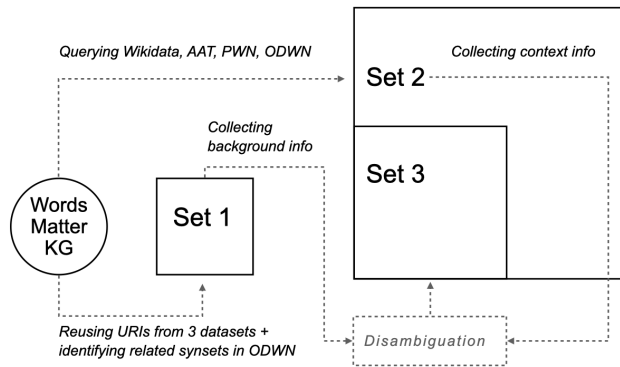 Querying Wikidata, AAT, PWN, ODWN
Collecting context info
Set 2
Collecting
background info
Set 3
Words
Matter
KG
Set 1
Reusing URIs from 3 datasets +
identifying related synsets in ODWN
Disambiguation